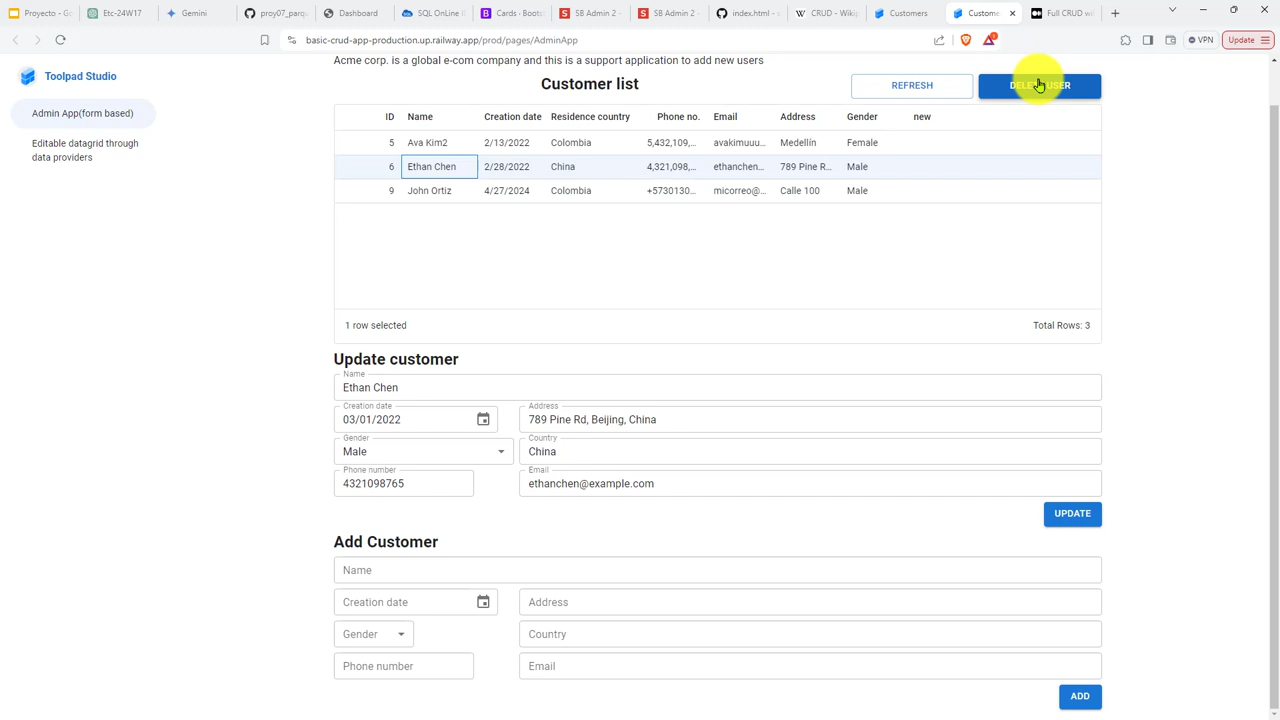 Proyecto - G
Etc-24W17
Gemini
proy07_parq
Dashboard
SQL OnLine ID
Cards · Boots
SB Admin 2 -
SB Admin 2 -
index.html -
CRUD - Wikip
Customers
Custome
Full CRUD wi
basic-crud-app-production.up.railway.app/prod/pages/AdminApp
VPN
Update
Toolpad Studio
Admin App(form based)
Editable datagrid through
data providers
Acme corp. is a global e-com company and this is a support application to add new users
Customer list
REFRESH
DELETE USER
ID Name Creation date Residence country Phone no. Email Address Gender new
5 Ava Kim2 2/13/2022 Colombia 5,432,109,... avakimuuu... Medellín Female
6 Ethan Chen 2/28/2022 China 4,321,098,... ethanchen... 789 Pine R... Male
9 John Ortiz 4/27/2024 Colombia +5730130... micorreo@... Calle 100 Male
1 row selected
Total Rows: 3
Update customer
Name
Ethan Chen
Creation date
03/01/2022
Address
789 Pine Rd, Beijing, China
Gender
Male
Country
China
Phone number
4321098765
Email
ethanchen@example.com
UPDATE
Add Customer
Name
Creation date
Address
Gender
Country
Phone number
Email
ADD